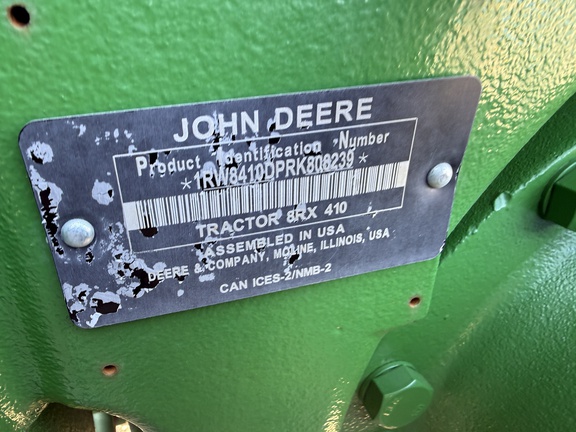 JOHN DEERE
Product Identification Number
*1RW8410DPRK808239*
TRACTOR 8RX 410
ASSEMBLED IN USA
DEERE & COMPANY, MOLINE, ILLINOIS, USA
CAN ICES-2/NMB-2